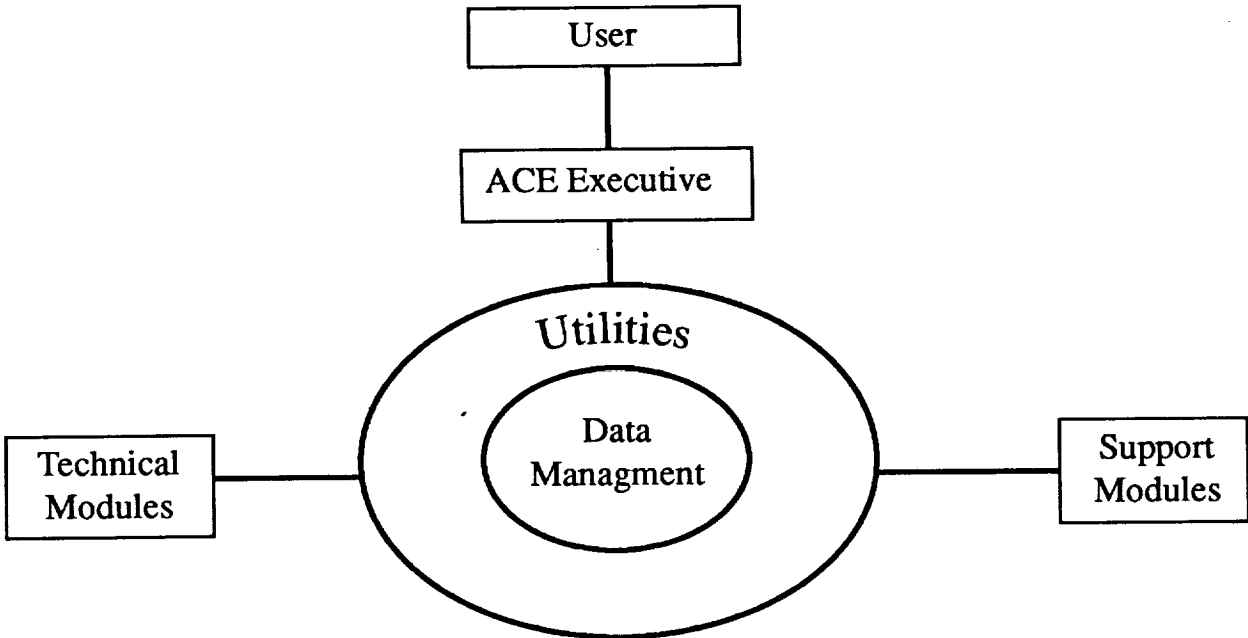 User
ACE Executive
Utilities
Data
Managment
Technical
Modules
Support
Modules